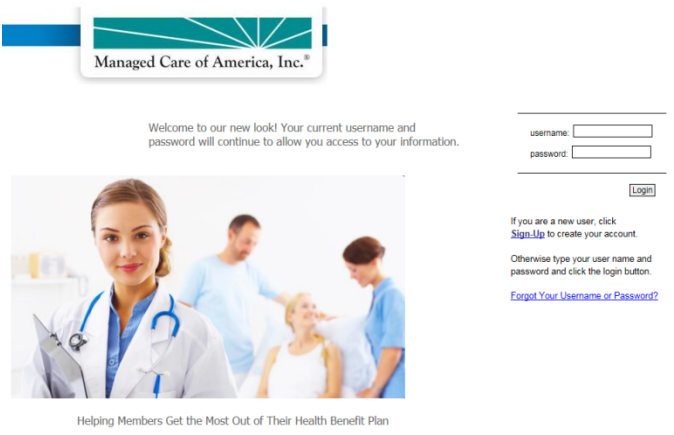 Managed Care of America, Inc.®
Welcome to our new look! Your current username and
password will continue to allow you access to your information.
username:
password:
Login
If you are a new user, click
Sign-Up to create your account.
Otherwise type your user name and
password and click the login button.
Forgot Your Username or Password?
Helping Members Get the Most Out of Their Health Benefit Plan